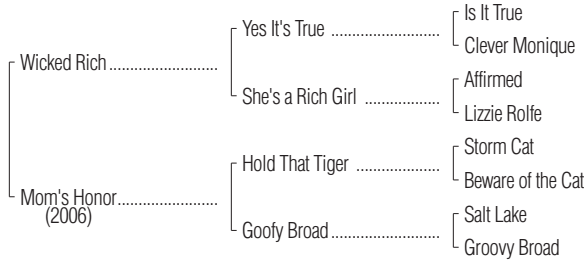 Is It True
Yes It's True ....................
Clever Monique
Wicked Rich ....................
Affirmed
She's a Rich Girl ..............
Lizzie Rolfe
Storm Cat
Hold That Tiger ................
Beware of the Cat
Mom's Honor ....................
(2006)
Salt Lake
Goofy Broad ....................
Groovy Broad